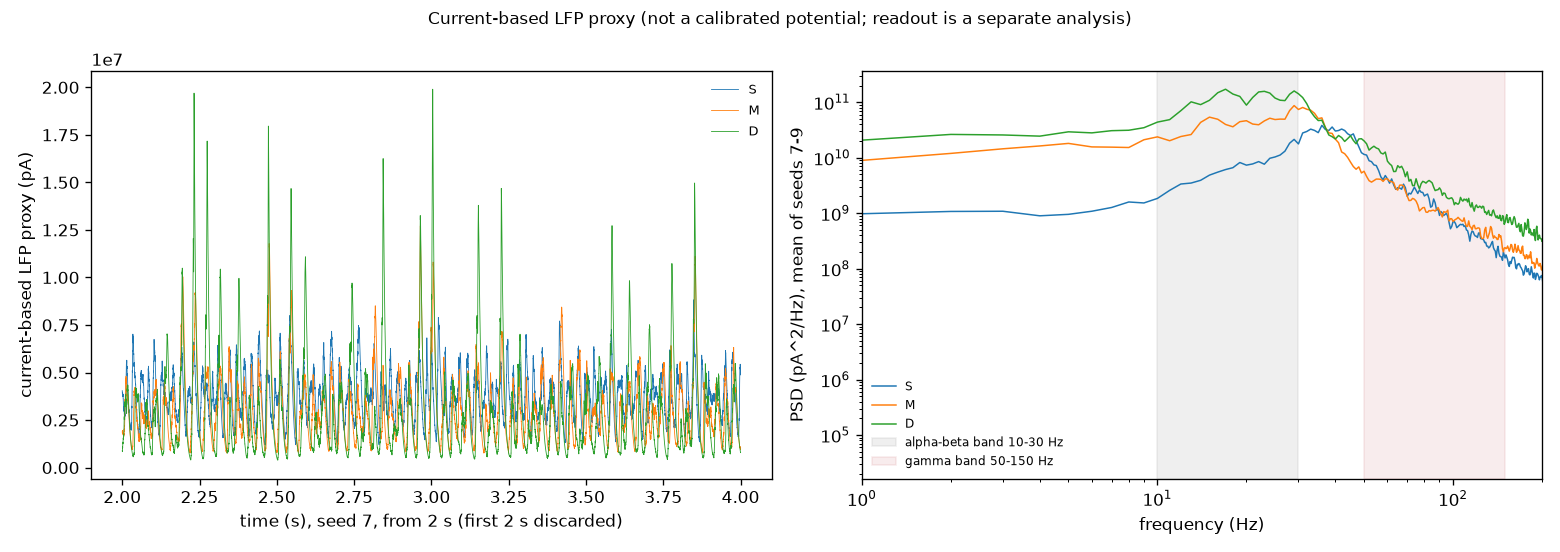 Current-based LFP proxy (not a calibrated potential; readout is a separate analysis)
1e7
2.00
1.75
1.50
1.25
1.00
0.75
0.50
0.25
0.00
current-based LFP proxy (pA)
S
M
D
2.00 2.25 2.50 2.75 3.00 3.25 3.50 3.75 4.00
time (s), seed 7, from 2 s (first 2 s discarded)
10^11
10^10
10^9
10^8
10^7
10^6
10^5
PSD (pA^2/Hz), mean of seeds 7-9
S
M
D
alpha-beta band 10-30 Hz
gamma band 50-150 Hz
10^0 10^1 10^2
frequency (Hz)